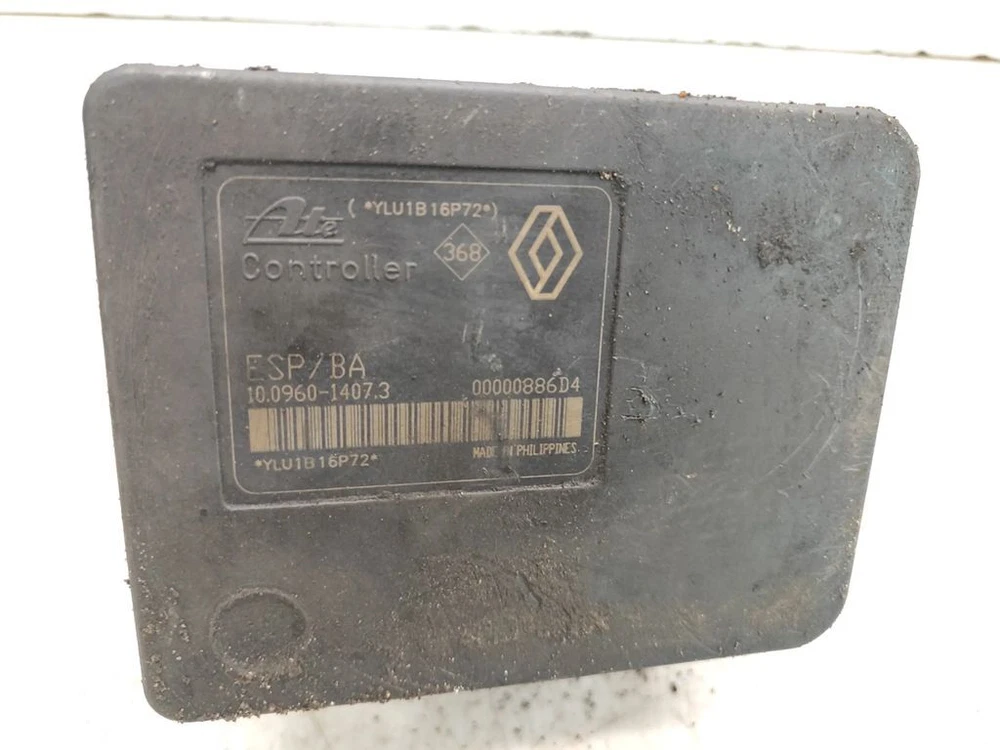 Ate (*YLU1B16P72*)
Controller 368
ESP/BA
10.0960-1407.3 00000886D4
*YLU1B16P72* MADE IN PHILIPPINES